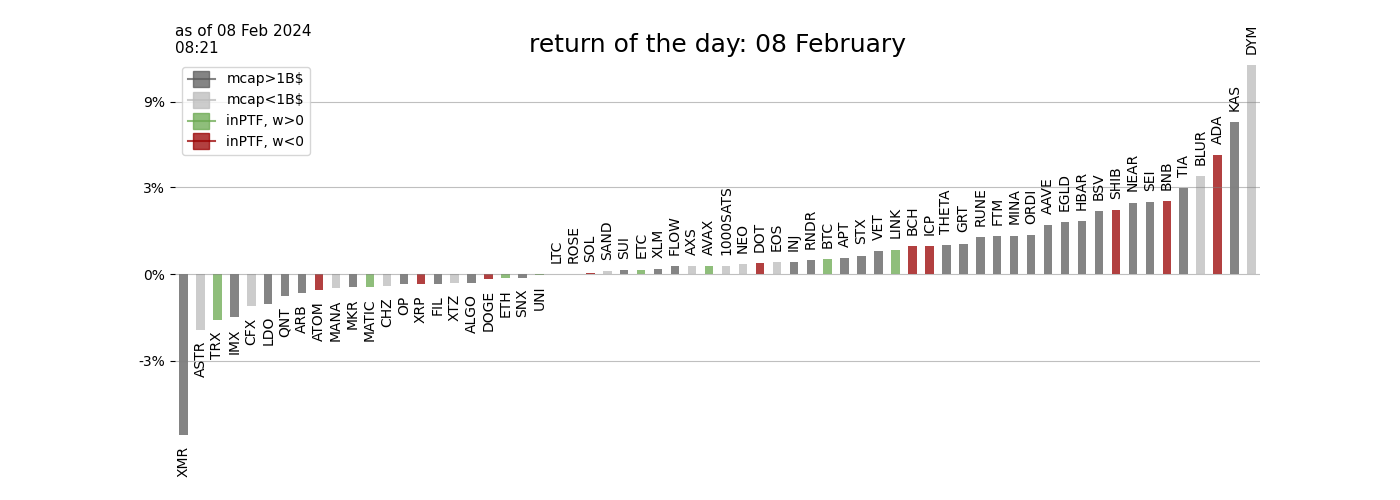 as of 08 Feb 2024
08:21
return of the day: 08 February
mcap>1B$
mcap<1B$
inPTF, w>0
inPTF, w<0
9%
3%
0%
-3%
XMR
ASTR
TRX
IMX
CFX
LDO
QNT
ARB
ATOM
MANA
MKR
MATIC
CHZ
OP
XRP
FIL
XTZ
ALGO
DOGE
ETH
SNX
UNI
LTC
ROSE
SOL
SAND
SUI
ETC
XLM
FLOW
AXS
AVAX
1000SATS
NEO
DOT
EOS
INJ
RNDR
BTC
APT
STX
VET
LINK
BCH
ICP
THETA
GRT
RUNE
FTM
MINA
ORDI
AAVE
EGLD
HBAR
BSV
SHIB
NEAR
SEI
BNB
TIA
BLUR
ADA
KAS
DYM